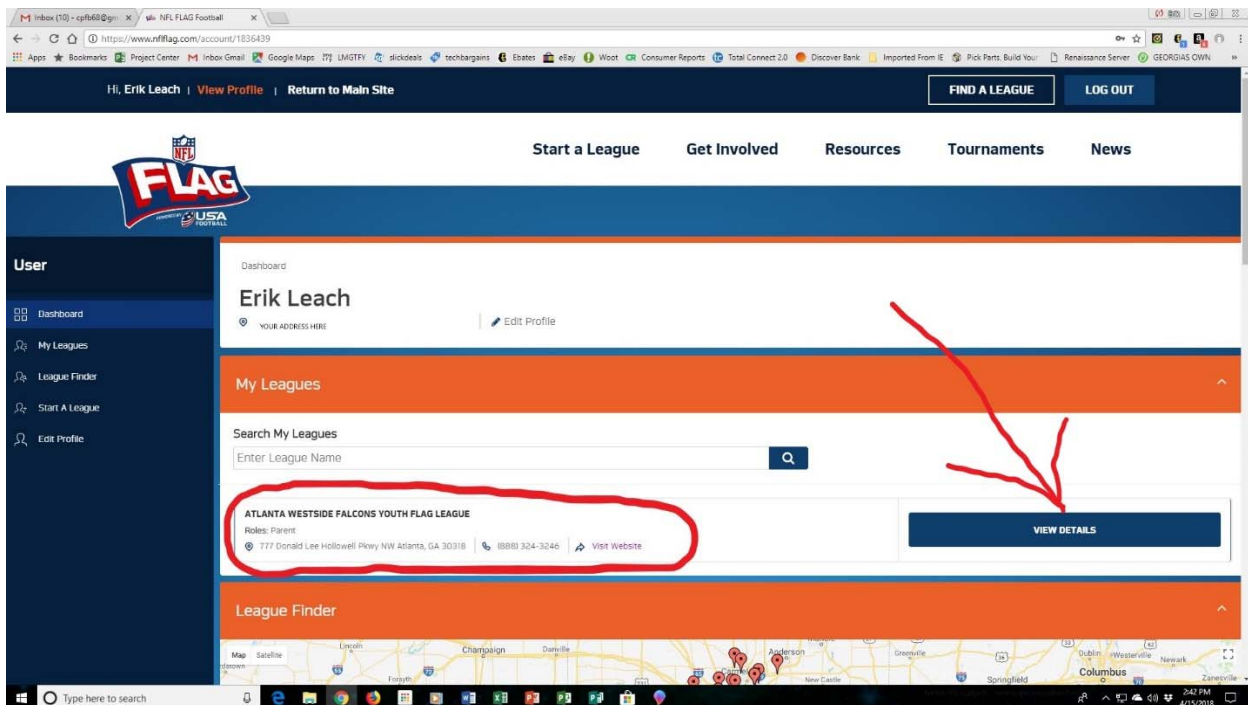 Inbox (10) - cpfb68@gm
NFL FLAG Football
https://www.nflflag.com/account/1836439
Apps Bookmarks Project Center Inbox Gmail Google Maps LMGTFY slickdeals techbargains Ebates eBay Woot Consumer Reports Total Connect 2.0 Discover Bank Imported From IE Pick Parts, Build Your Renaissance Server GEORGIAS OWN
Hi, Erik Leach | View Profile | Return to Main Site
FIND A LEAGUE
LOG OUT
NFL
FLAG
POWERED BY USA FOOTBALL
Start a League
Get Involved
Resources
Tournaments
News
User
Dashboard
My Leagues
League Finder
Start A League
Edit Profile
Dashboard
Erik Leach
YOUR ADDRESS HERE
Edit Profile
My Leagues
Search My Leagues
Enter League Name
ATLANTA WESTSIDE FALCONS YOUTH FLAG LEAGUE
Roles: Parent
777 Donald Lee Hollowell Pkwy NW Atlanta, GA 30318 (888) 324-3246 Visit Website
VIEW DETAILS
League Finder
Map Satellite
Lincoln
Champaign
Danville
Forsyth
Carmel
Anderson
New Castle
Greenville
Springfield
Dublin
Westerville
Columbus
Newark
Zanesville
Type here to search
2:42 PM
4/15/2018